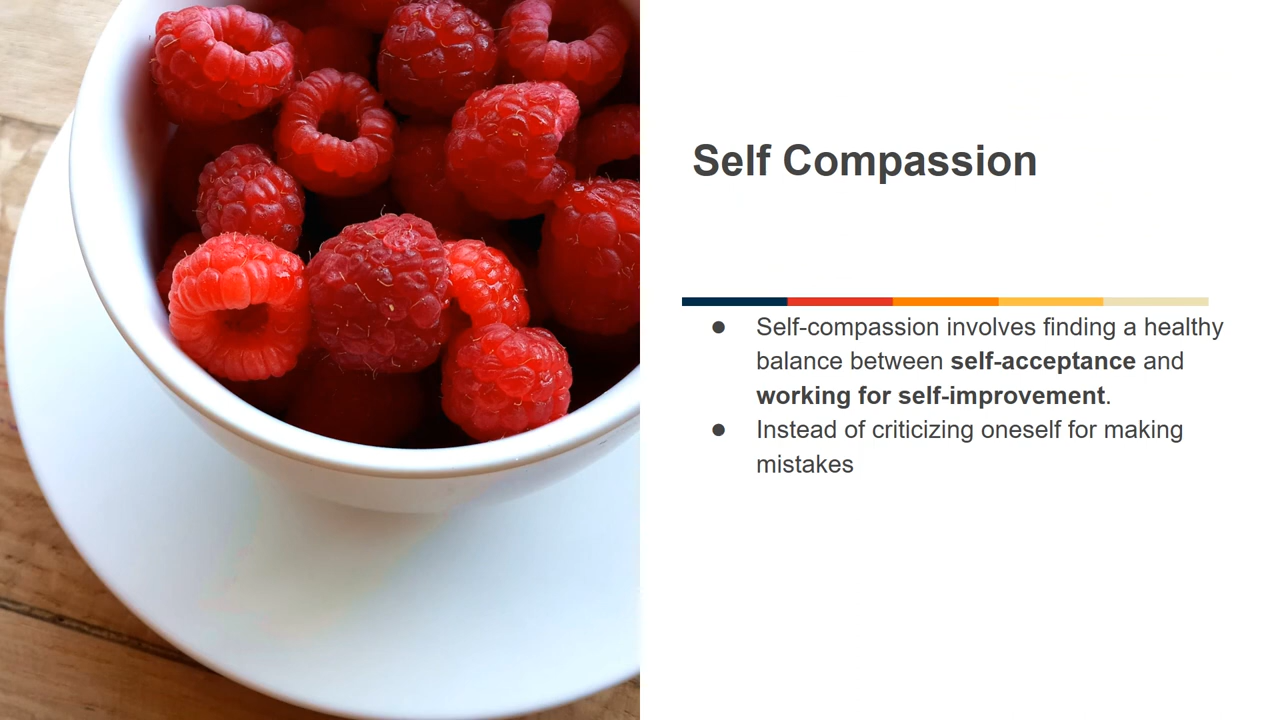 Self Compassion
● Self-compassion involves finding a healthy
balance between self-acceptance and
working for self-improvement.
● Instead of criticizing oneself for making
mistakes